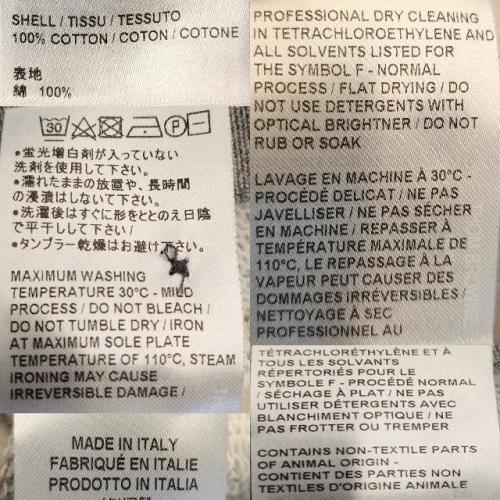 SHELL / TISSU / TESSUTO
100% COTTON / COTON / COTONE
表地
綿 100%
30 P
•蛍光増白剤が入っていない
洗剤を使用して下さい。
•濡れたままの放置や、長時間
の浸漬はしないで下さい。
•洗濯後はすぐに形をととのえ日陰
で平干しして下さい /
•タンブラー乾燥はお避け下さい。
MAXIMUM WASHING
TEMPERATURE 30°C - MILD
PROCESS / DO NOT BLEACH /
DO NOT TUMBLE DRY / IRON
AT MAXIMUM SOLE PLATE
TEMPERATURE OF 110°C, STEAM
IRONING MAY CAUSE
IRREVERSIBLE DAMAGE /
MADE IN ITALY
FABRIQUÉ EN ITALIE
PRODOTTO IN ITALIA
PROFESSIONAL DRY CLEANING
IN TETRACHLOROETHYLENE AND
ALL SOLVENTS LISTED FOR
THE SYMBOL F - NORMAL
PROCESS / FLAT DRYING / DO
NOT USE DETERGENTS WITH
OPTICAL BRIGHTNER / DO NOT
RUB OR SOAK
LAVAGE EN MACHINE À 30°C -
PROCÉDÉ DELICAT / NE PAS
JAVELLISER / NE PAS SÉCHER
EN MACHINE / REPASSER À
TEMPÉRATURE MAXIMALE DE
110°C, LE REPASSAGE À LA
VAPEUR PEUT CAUSER DES
DOMMAGES IRRÉVERSIBLES /
NETTOYAGE À SEC
PROFESSIONNEL AU
TÉTRACHLORÉTHYLÈNE ET À
TOUS LES SOLVANTS
RÉPERTORIÉS POUR LE
SYMBOLE F - PROCÉDÉ NORMAL
/ SÉCHAGE À PLAT / NE PAS
UTILISER DÉTERGENTS AVEC
BLANCHIMENT OPTIQUE / NE
PAS FROTTER OU TREMPER
CONTAINS NON-TEXTILE PARTS
OF ANIMAL ORIGIN -
CONTIENT DES PARTIES NON
TEXTILES D'ORIGINE ANIMALE